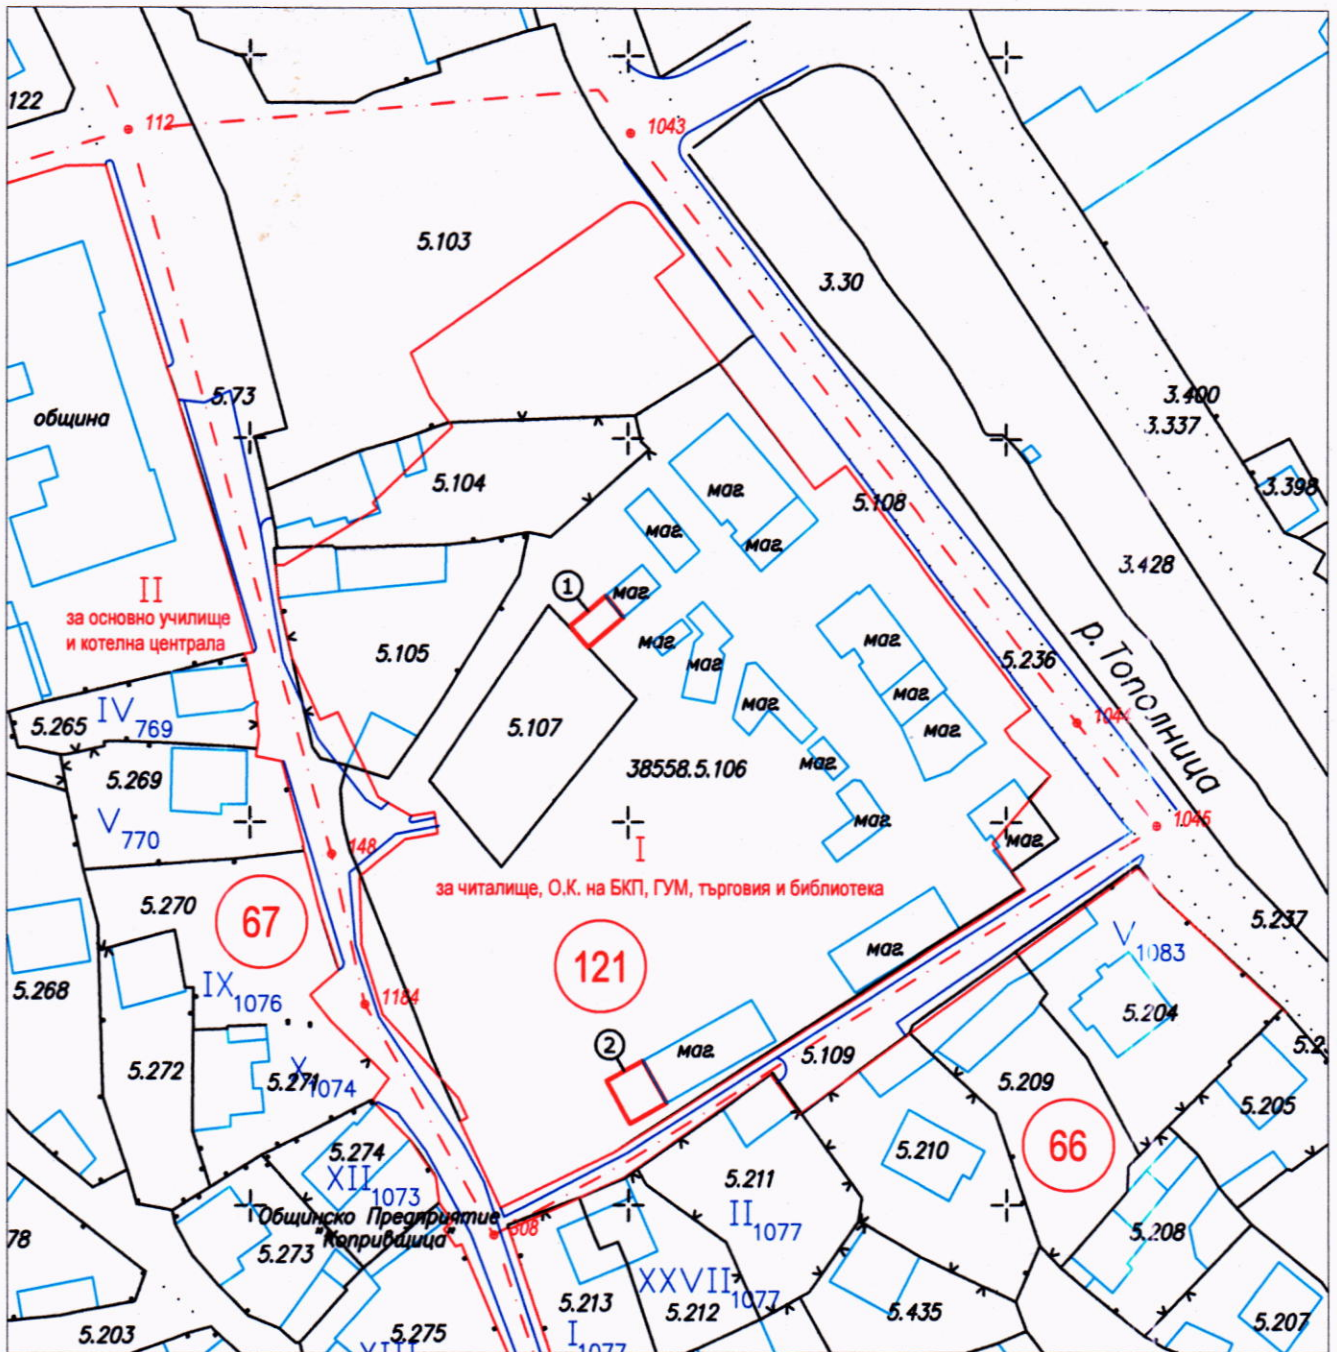 122
112
1043
5.103
3.30
5.73
община
3.400
3.337
5.104
маг.
5.108
3.398
маг.
маг.
3.428
1
маг.
II
за основно училище
и котелна централа
маг.
маг.
маг.
5.105
5.236
р. Тополница
5.265
IV 769
маг.
маг.
1044
5.107
маг.
5.269
38558.5.106
маг.
V 770
маг.
1045
маг.
148
I
за читалище, О.К. на БКП, ГУМ, търговия и библиотека
5.270
67
5.237
V 1083
маг.
121
5.268
IX 1076
1184
5.204
2
маг.
5.109
5.272
5.271
X 1074
5.209
5.205
5.274
66
5.210
XII 1073
5.211
II 1077
Общинско Предприятие
"Копривщица"
308
5.208
78
5.273
XXVII 1077
5.213
5.212
5.435
5.207
5.203
5.275
XIII
I 1077